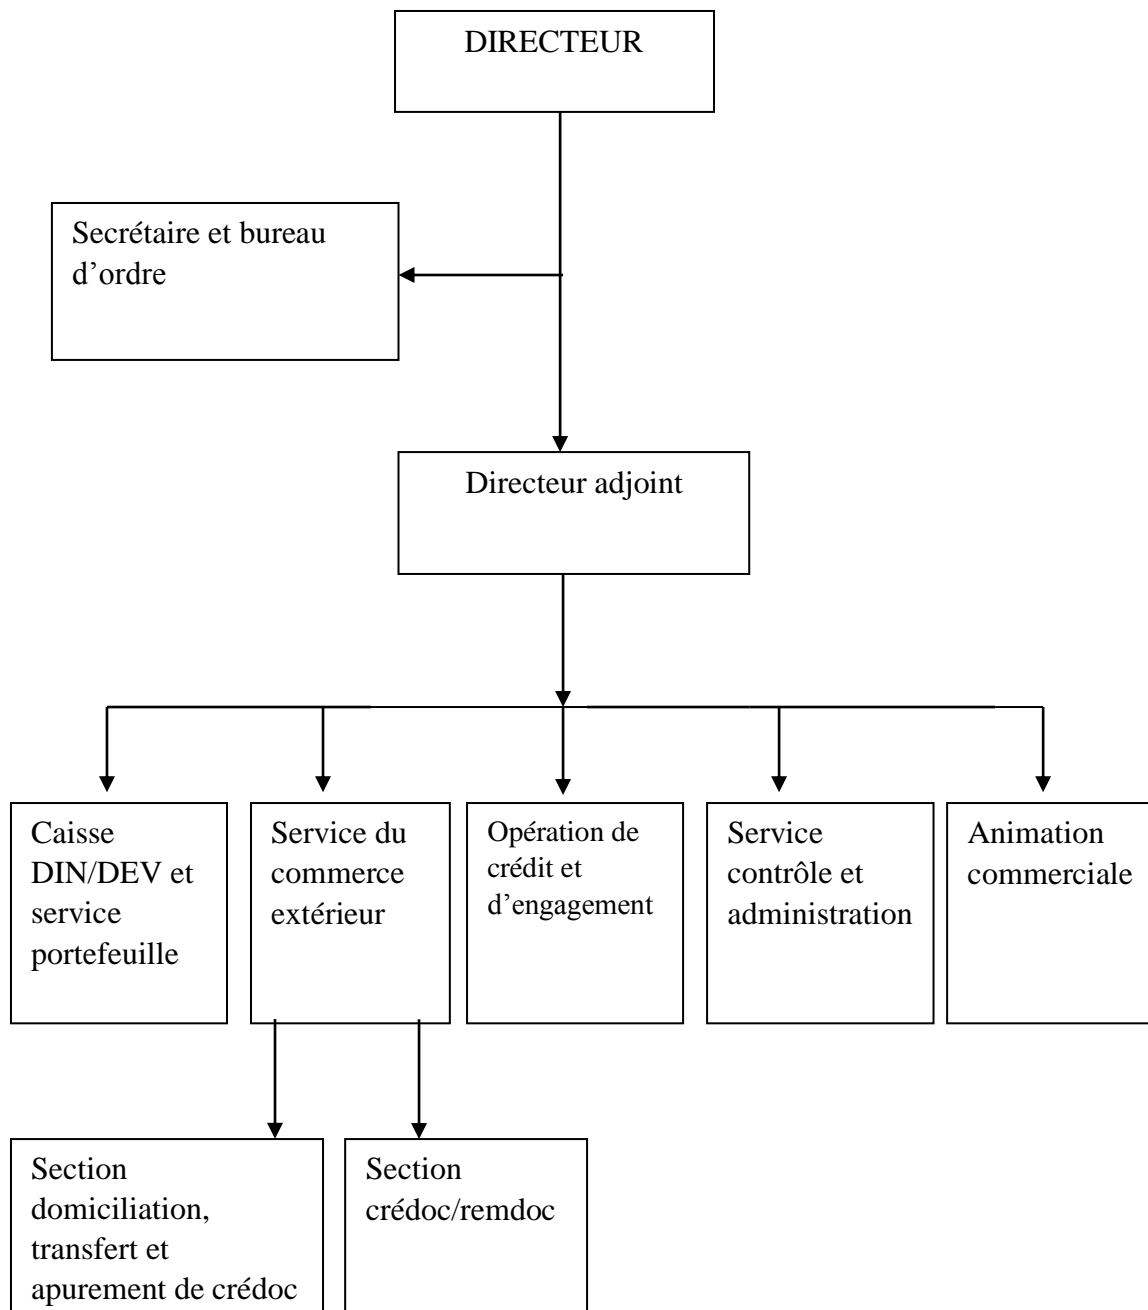 DIRECTEUR
Secrétaire et bureau
d’ordre
Directeur adjoint
Caisse
DIN/DEV et
service
portefeuille
Service du
commerce
extérieur
Opération de
crédit et
d’engagement
Service
contrôle et
administration
Animation
commerciale
Section
domiciliation,
transfert et
apurement de crédoc
Section
crédoc/remdoc